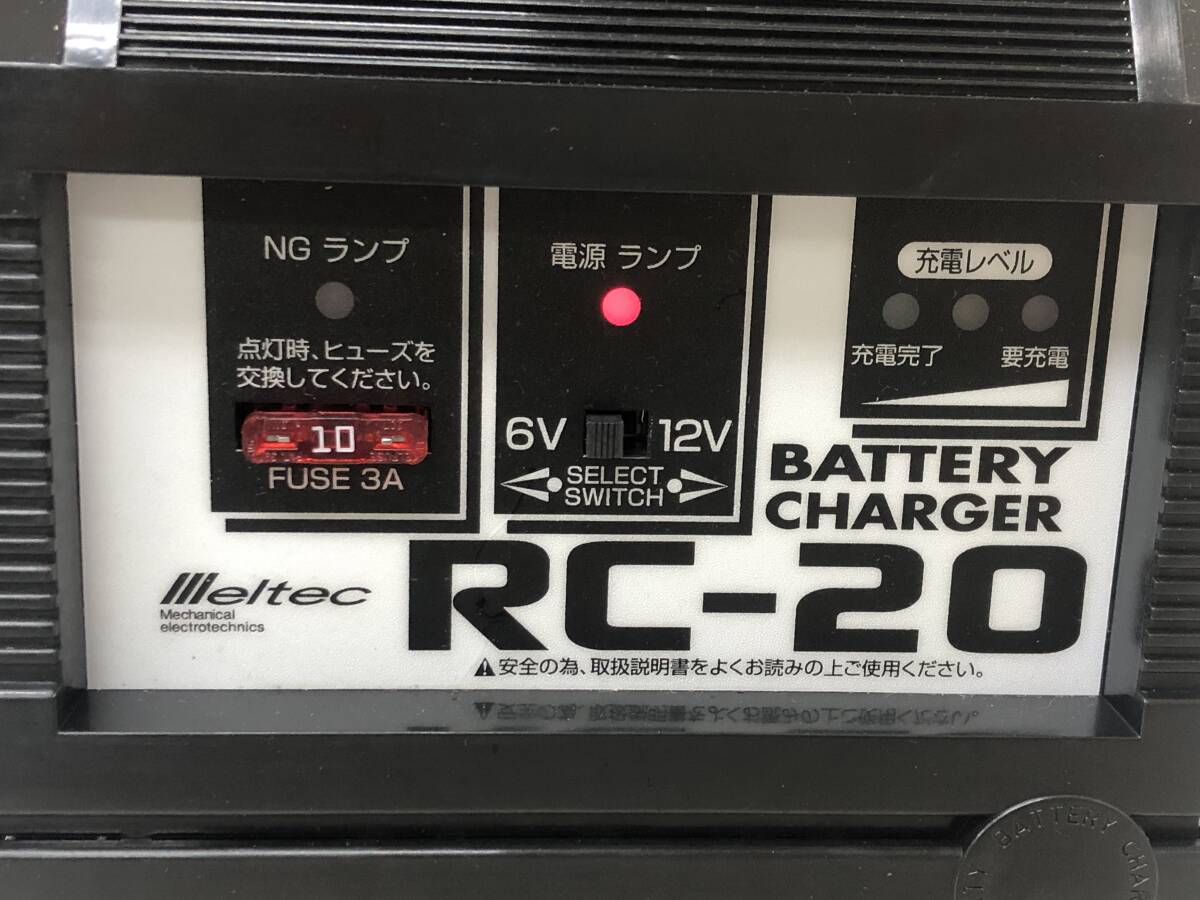 NG ランプ
点灯時、ヒューズを
交換してください。
10
FUSE 3A
電源 ランプ
6V 12V
SELECT
SWITCH
充電レベル
充電完了 要充電
BATTERY
CHARGER
RC-20
Meltec
Mechanical
electrotechnics
安全の為、取扱説明書をよくお読みの上ご使用ください。
BATTERY CHA